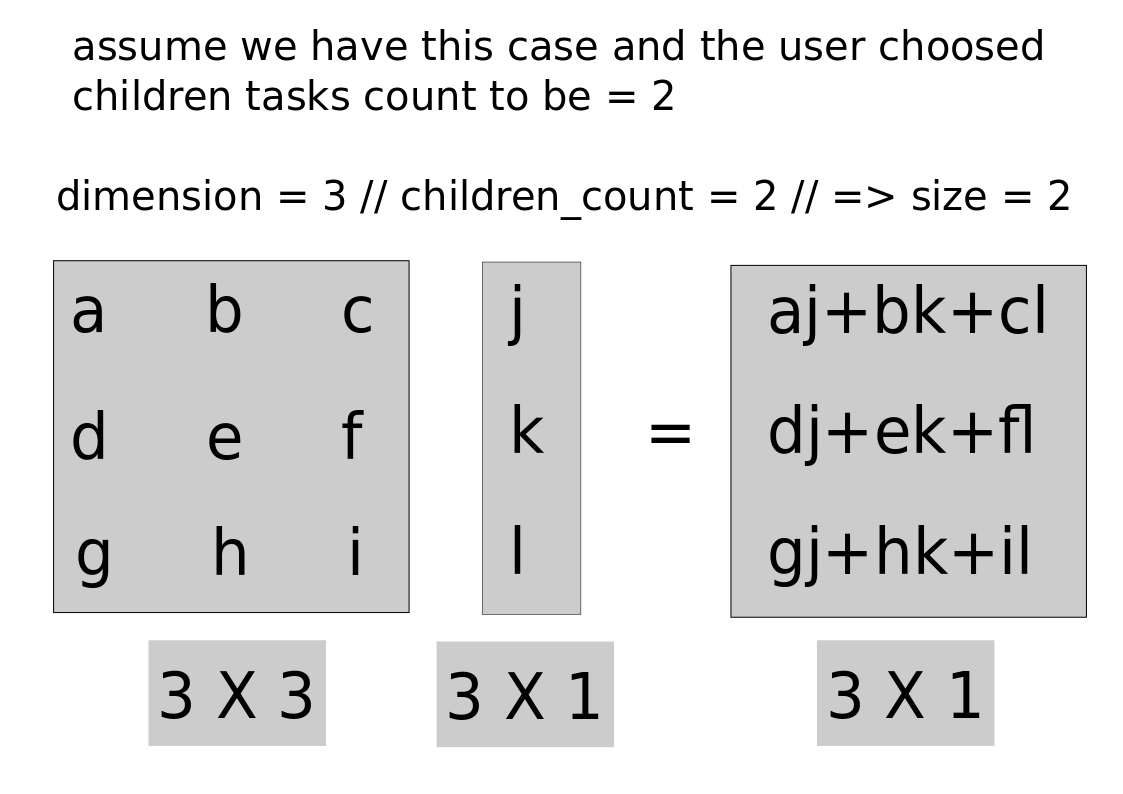 assume we have this case and the user choosed
children tasks count to be = 2
dimension = 3 // children_count = 2 // => size = 2
a b c j aj+bk+cl
d e f k = dj+ek+fl
g h i l gj+hk+il
3 X 3 3 X 1 3 X 1